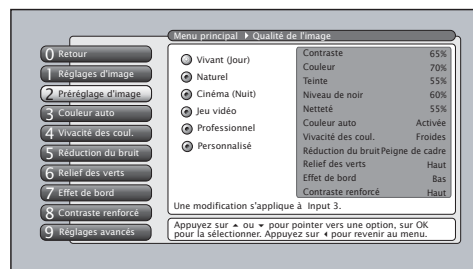 Menu principal ▸ Qualité de l'image
0 Retour
1 Réglages d'image
2 Préréglage d'image
3 Couleur auto
4 Vivacité des coul.
5 Réduction du bruit
6 Relief des verts
7 Effet de bord
8 Contraste renforcé
9 Réglages avancés
Vivant (Jour)
Naturel
Cinéma (Nuit)
Jeu vidéo
Professionnel
Personnalisé
Contraste 65%
Couleur 70%
Teinte 55%
Niveau de noir 60%
Netteté 55%
Couleur auto Activée
Vivacité des coul. Froides
Réduction du bruit Peigne de cadre
Relief des verts Haut
Effet de bord Bas
Contraste renforcé Haut
Une modification s'applique à Input 3.
Appuyez sur ▴ ou ▾ pour pointer vers une option, sur OK
pour la sélectionner. Appuyez sur ◂ pour revenir au menu.